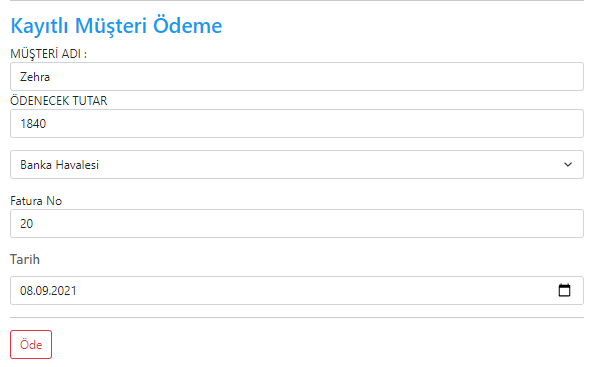 Kayıtlı Müşteri Ödeme
MÜŞTERİ ADI :
Zehra
ÖDENECEK TUTAR
1840
Banka Havalesi
Fatura No
20
Tarih
08.09.2021
Öde